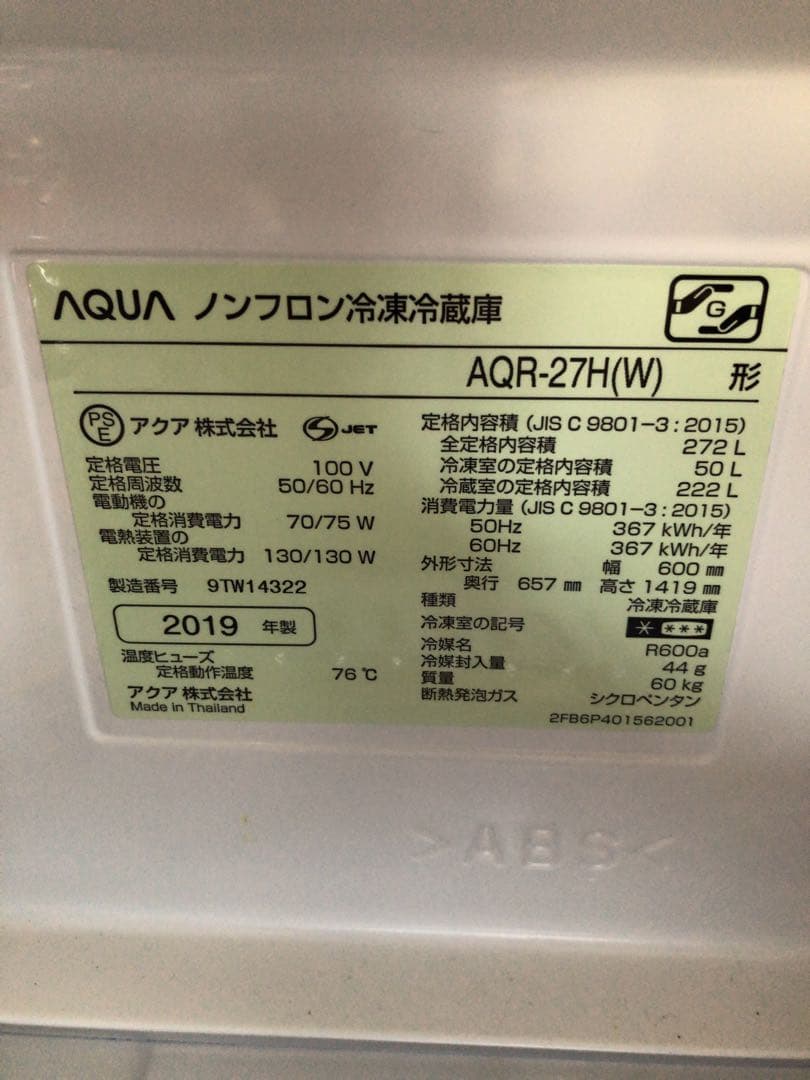 AQUA ノンフロン冷凍冷蔵庫
G
AQR-27H(W) 形
PS
E
アクア株式会社
S JET
定格電圧 100 V
定格周波数 50/60 Hz
電動機の
定格消費電力 70/75 W
電熱装置の
定格消費電力 130/130 W
製造番号 9TW14322
2019 年製
温度ヒューズ
定格動作温度 76℃
アクア株式会社
Made in Thailand
定格内容積 (JIS C 9801-3:2015)
全定格内容積 272 L
冷凍室の定格内容積 50 L
冷蔵室の定格内容積 222 L
消費電力量 (JIS C 9801-3:2015)
50Hz 367 kWh/年
60Hz 367 kWh/年
外形寸法 幅 600 mm
奥行 657 mm 高さ 1419 mm
種類 冷凍冷蔵庫
冷凍室の記号 * ***
冷媒名 R600a
冷媒封入量 44 g
質量 60 kg
断熱発泡ガス シクロペンタン
2FB6P401562001
>ABS<